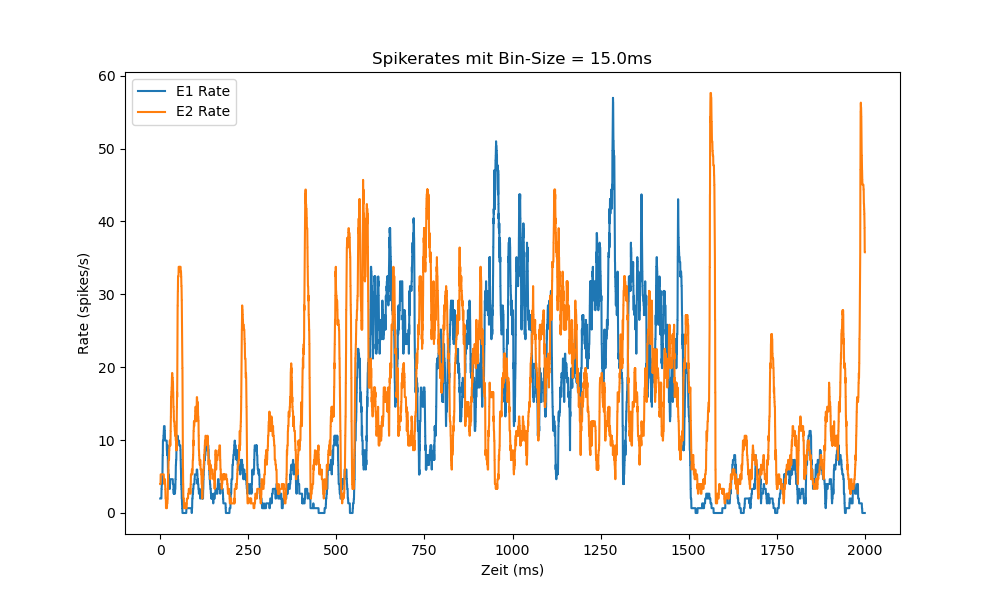 Spikerates mit Bin-Size = 15.0ms
E1 Rate
E2 Rate
Rate (spikes/s)
60
50
40
30
20
10
0
0 250 500 750 1000 1250 1500 1750 2000
Zeit (ms)